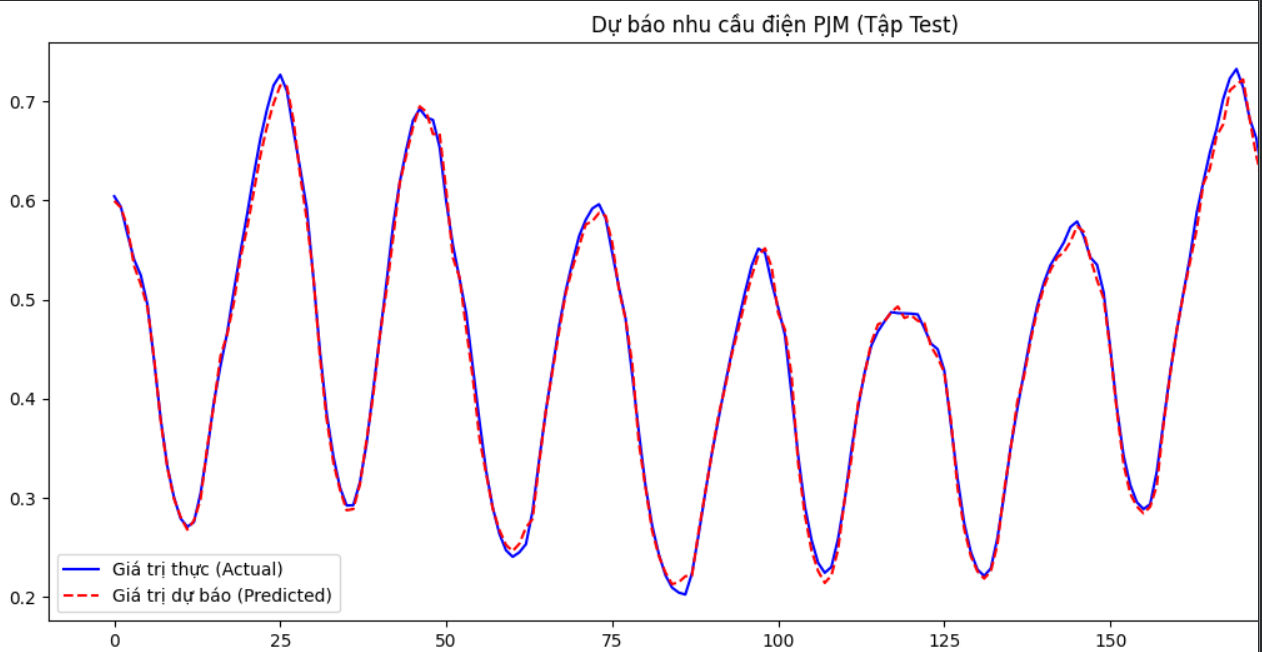 Dự báo nhu cầu điện PJM (Tập Test)
0.7
0.6
0.5
0.4
0.3
0.2
Giá trị thực (Actual)
Giá trị dự báo (Predicted)
0 25 50 75 100 125 150